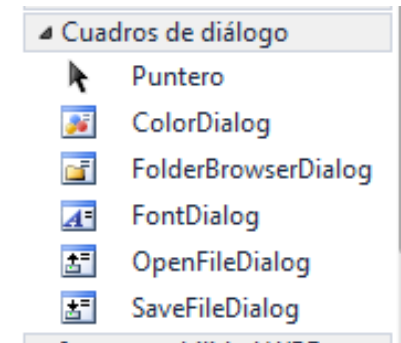 Cuadros de diálogo
Puntero
ColorDialog
FolderBrowserDialog
FontDialog
OpenFileDialog
SaveFileDialog